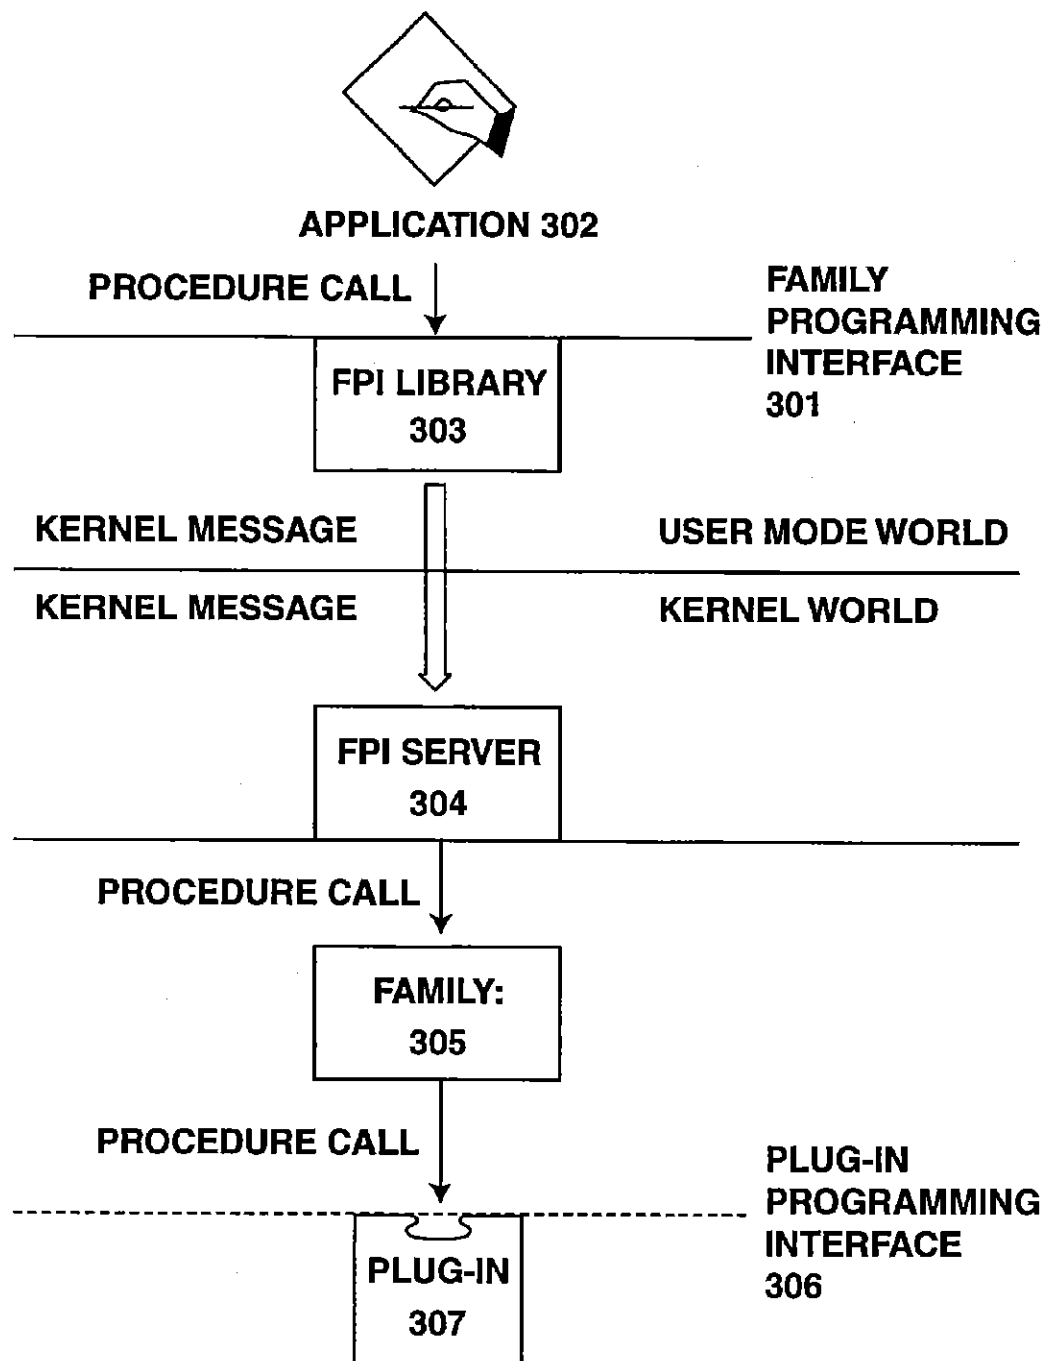 APPLICATION 302
PROCEDURE CALL
FAMILY
PROGRAMMING
INTERFACE
301
FPI LIBRARY
303
KERNEL MESSAGE
USER MODE WORLD
KERNEL MESSAGE
KERNEL WORLD
FPI SERVER
304
PROCEDURE CALL
FAMILY:
305
PROCEDURE CALL
PLUG-IN
PROGRAMMING
INTERFACE
306
PLUG-IN
307